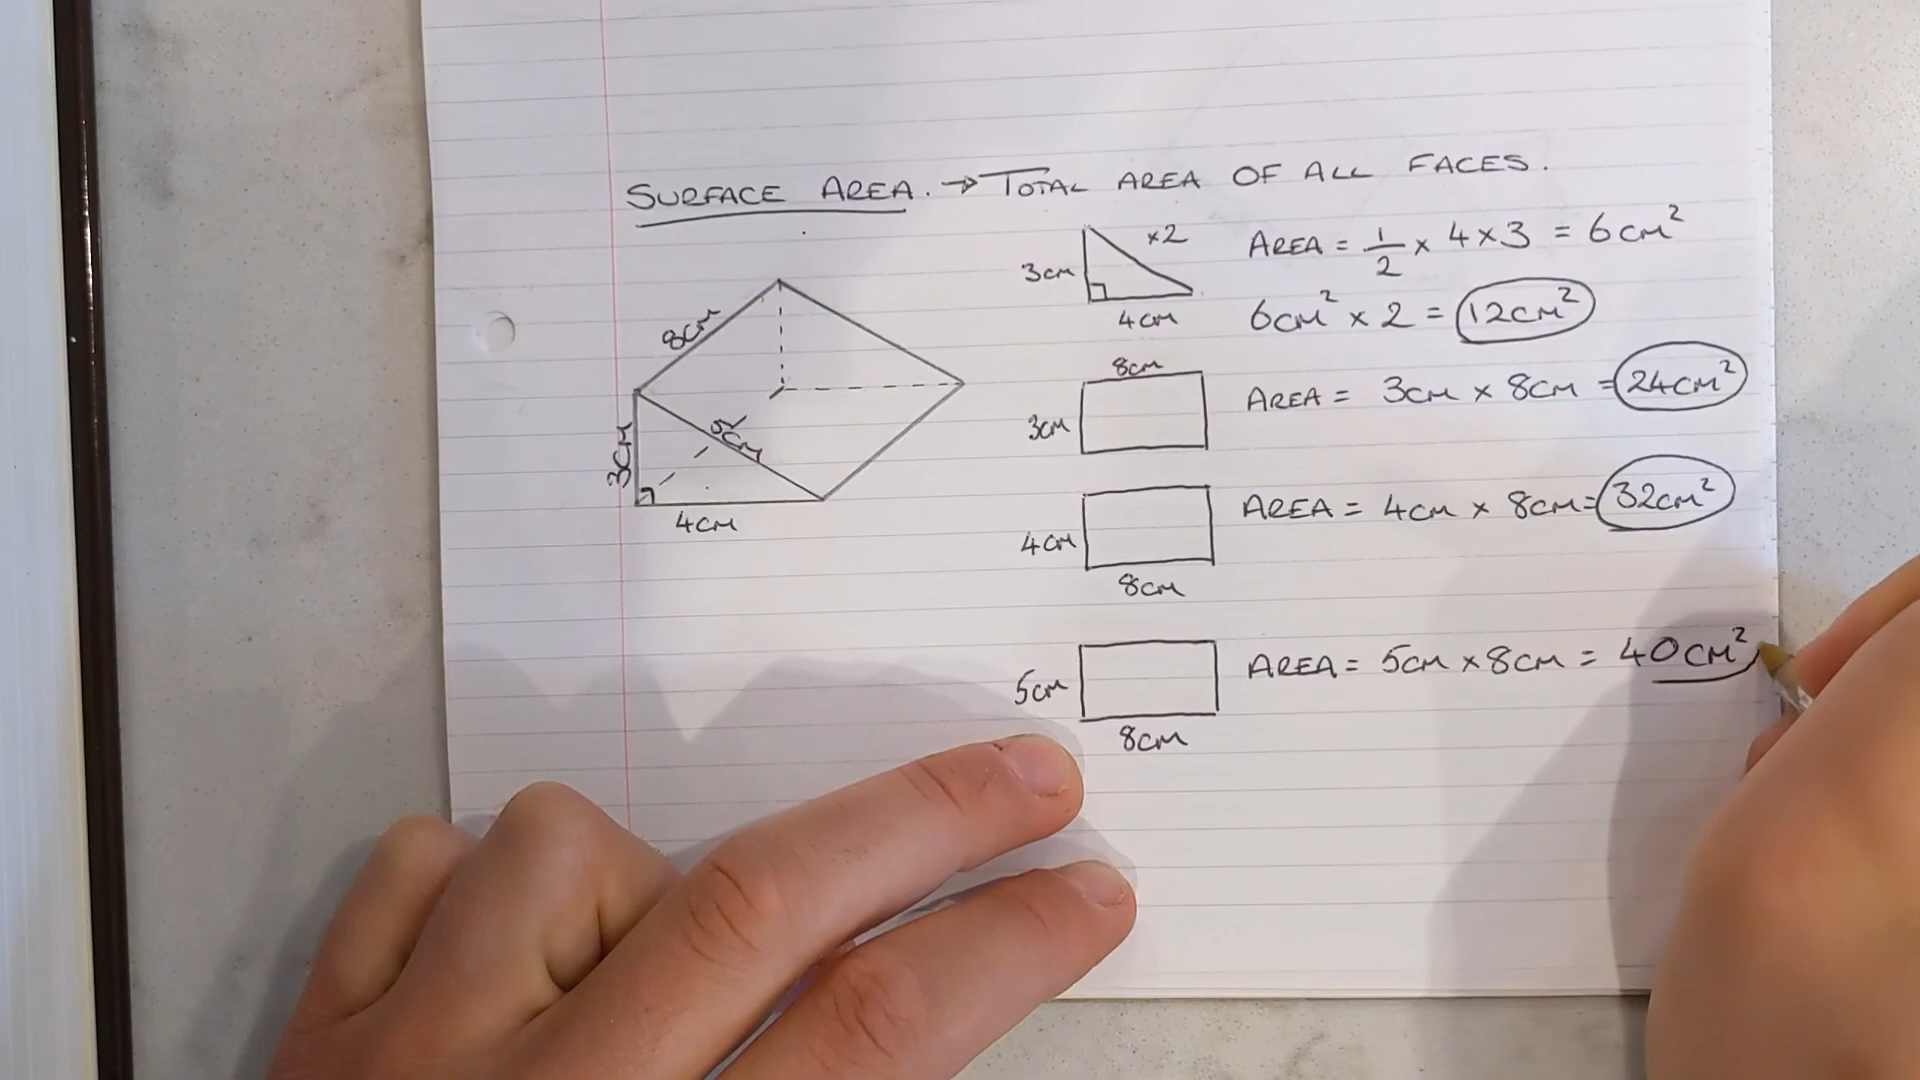 SURFACE AREA. → TOTAL AREA OF ALL FACES.
8cm
3cm
5cm
4cm
×2
3cm
4cm
AREA = 1/2 × 4 × 3 = 6cm²
6cm² × 2 = 12cm²
8cm
3cm
AREA = 3cm × 8cm = 24cm²
4cm
8cm
AREA = 4cm × 8cm = 32cm²
5cm
8cm
AREA = 5cm × 8cm = 40cm²